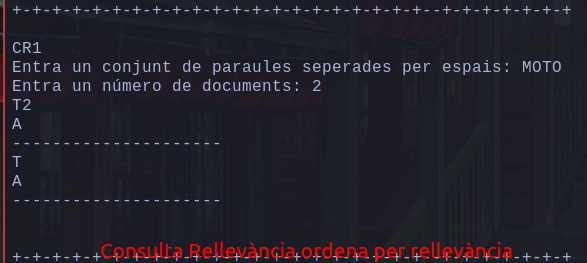 +-+-+-+-+-+-+-+-+-+-+-+-+-+-+-+-+-+-+-+-+-+--+-+-+-+-+-+-+
CR1
Entra un conjunt de paraules seperades per espais: MOTO
Entra un número de documents: 2
T2
A
---------------------
T
A
---------------------
Consulta Rellevància ordena per rellevància
+-+-+-+-+-+-+-+-+-+-+-+-+-+-+-+-+-+-+-+-+-+--+-+-+-+-+-+-+